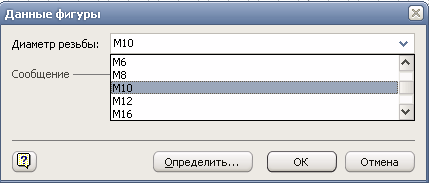 Данные фигуры
Диаметр резьбы: M10
M6
Сообщение
M8
M10
M12
M16
Определить... OK Отмена